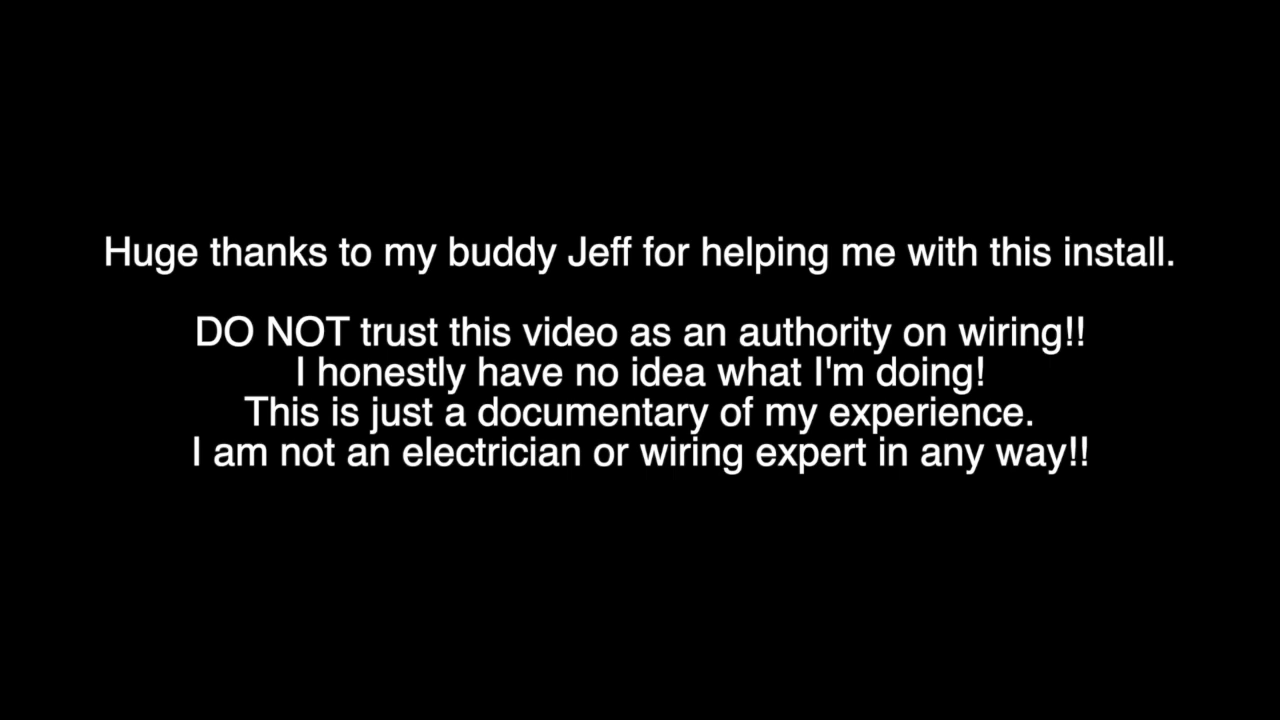 Huge thanks to my buddy Jeff for helping me with this install.
DO NOT trust this video as an authority on wiring!!
I honestly have no idea what I'm doing!
This is just a documentary of my experience.
I am not an electrician or wiring expert in any way!!